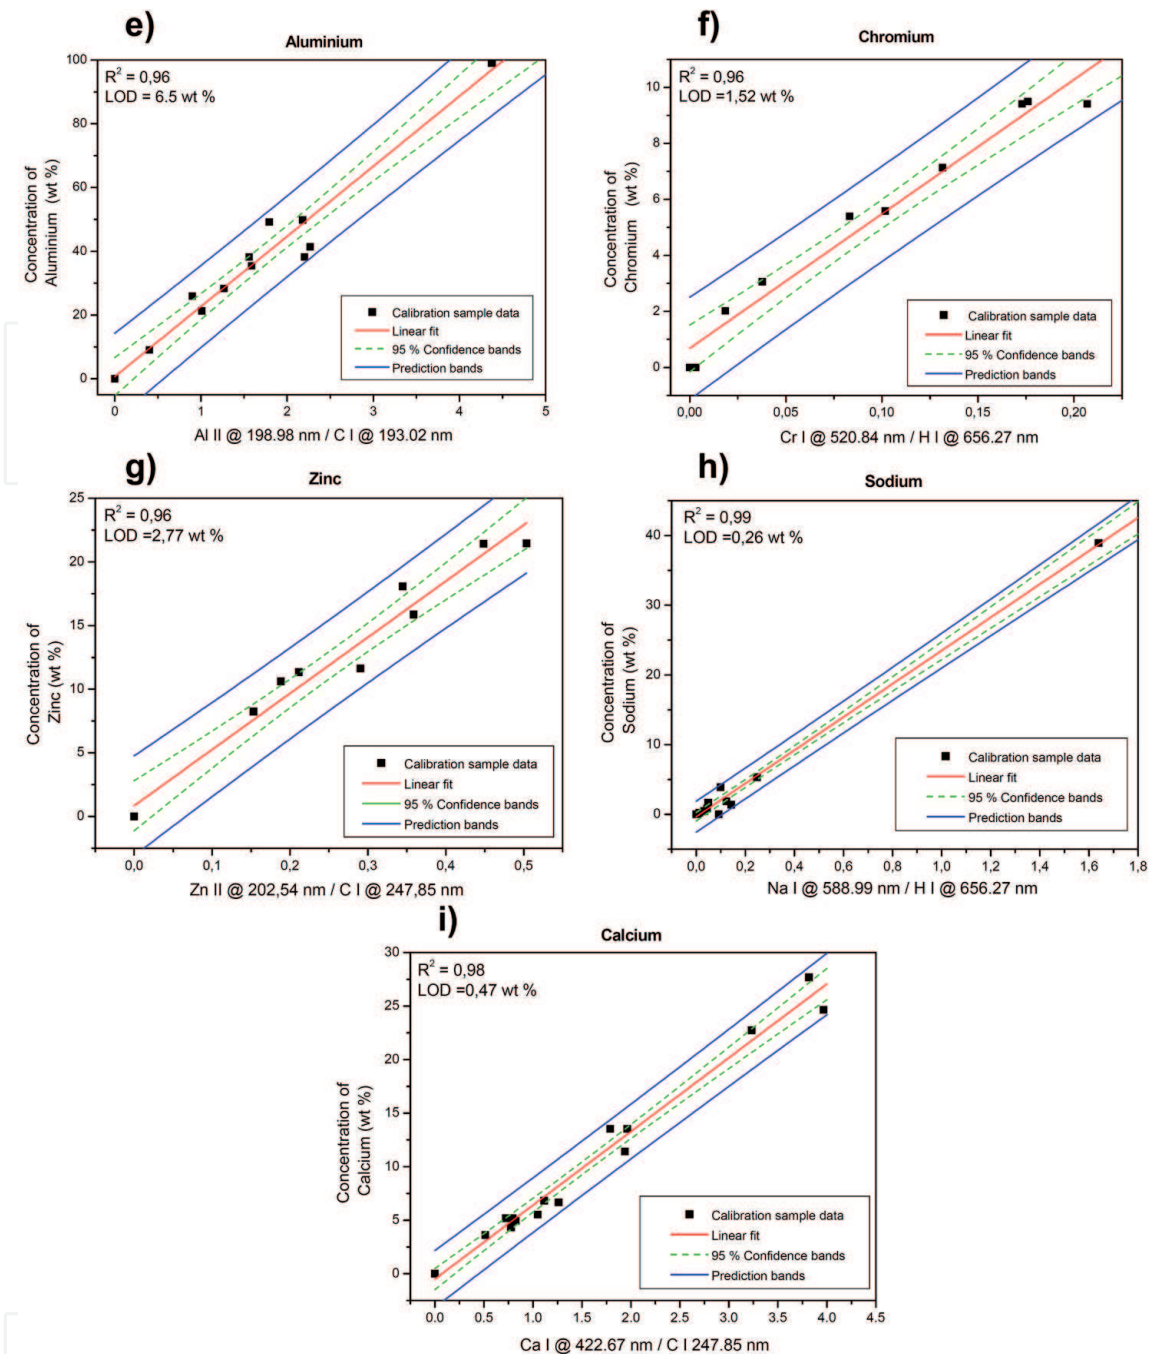 e)
Aluminium
R² = 0,96
LOD = 6.5 wt %
100
80
60
40
20
0
Concentration of
Aluminium (wt %)
Calibration sample data
Linear fit
95 % Confidence bands
Prediction bands
0 1 2 3 4 5
Al II @ 198.98 nm / C I @ 193.02 nm
f)
Chromium
R² = 0,96
LOD =1,52 wt %
10
8
6
4
2
0
Concentration of
Chromium (wt %)
Calibration sample data
Linear fit
95 % Confidence bands
Prediction bands
0,00 0,05 0,10 0,15 0,20
Cr I @ 520.84 nm / H I @ 656.27 nm
g)
Zinc
R² = 0,96
LOD =2,77 wt %
25
20
15
10
5
0
Concentration of
Zinc (wt %)
Calibration sample data
Linear fit
95 % Confidence bands
Prediction bands
0,0 0,1 0,2 0,3 0,4 0,5
Zn II @ 202,54 nm / C I @ 247,85 nm
h)
Sodium
R² = 0,99
LOD =0,26 wt %
40
30
20
10
0
Concentration of
Sodium (wt %)
Calibration sample data
Linear fit
95 % Confidence bands
Prediction bands
0,0 0,2 0,4 0,6 0,8 1,0 1,2 1,4 1,6 1,8
Na I @ 588.99 nm / H I @ 656.27 nm
i)
Calcium
R² = 0,98
LOD =0,47 wt %
30
25
20
15
10
5
0
Concentration of
Calcium (wt %)
Calibration sample data
Linear fit
95 % Confidence bands
Prediction bands
0.0 0.5 1.0 1.5 2.0 2.5 3.0 3.5 4.0 4.5
Ca I @ 422.67 nm / C I 247.85 nm